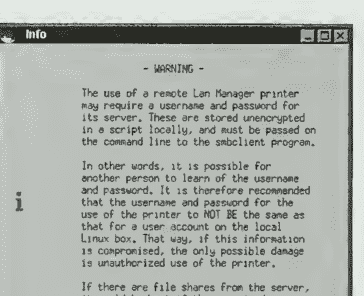 Info
- WARNING -
The use of a remote Lan Manager printer
may require a username and password for
its server. These are stored unencrypted
in a script locally, and must be passed on
the command line to the smbclient program.
In other words, it is possible for
another person to learn of the username
and password. It is therefore recommended
that the username and password for the
use of the printer to NOT BE the same as
that for a user account on the local
Linux box. That way, if this information
is compromised, the only possible damage
is unauthorized use of the printer.
If there are file shares from the server,